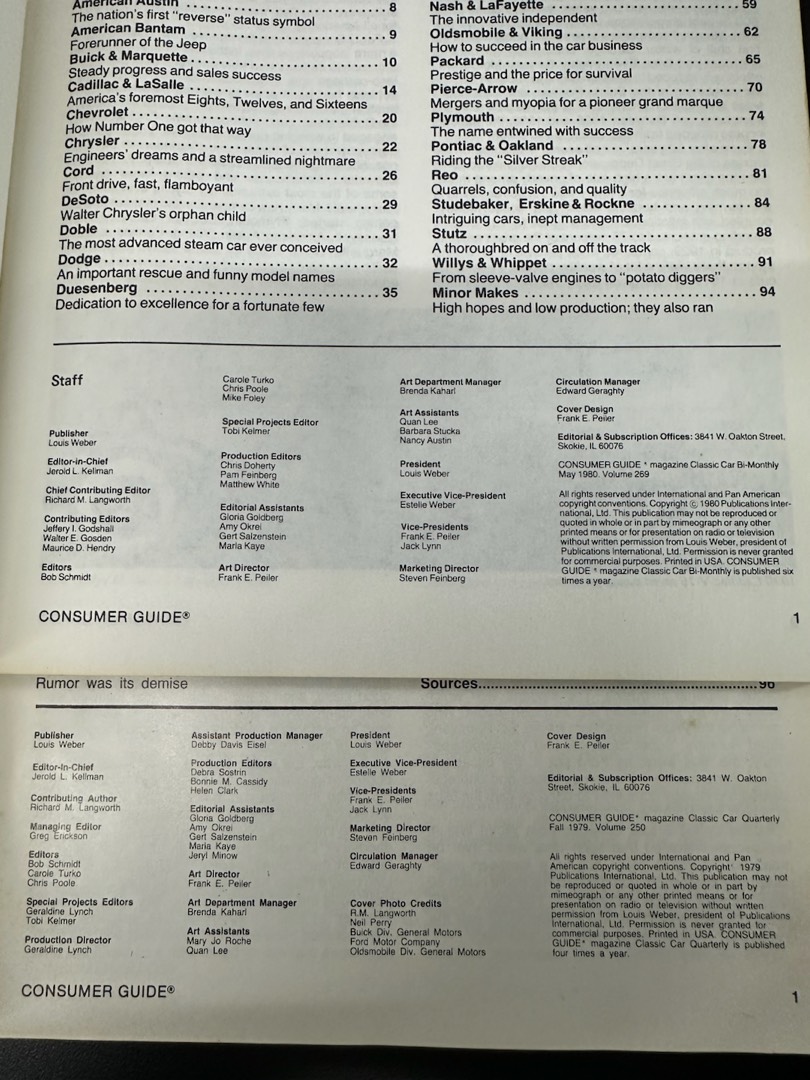 American Austin ........ 8
The nation's first "reverse" status symbol
American Bantam ........ 9
Forerunner of the Jeep
Buick & Marquette ........ 10
Steady progress and sales success
Cadillac & LaSalle ........ 14
America's foremost Eights, Twelves, and Sixteens
Chevrolet ........ 20
How Number One got that way
Chrysler ........ 22
Engineers' dreams and a streamlined nightmare
Cord ........ 26
Front drive, fast, flamboyant
DeSoto ........ 29
Walter Chrysler's orphan child
Doble ........ 31
The most advanced steam car ever conceived
Dodge ........ 32
An important rescue and funny model names
Duesenberg ........ 35
Dedication to excellence for a fortunate few
Nash & LaFayette ........ 59
The innovative independent
Oldsmobile & Viking ........ 62
How to succeed in the car business
Packard ........ 65
Prestige and the price for survival
Pierce-Arrow ........ 70
Mergers and myopia for a pioneer grand marque
Plymouth ........ 74
The name entwined with success
Pontiac & Oakland ........ 78
Riding the "Silver Streak"
Reo ........ 81
Quarrels, confusion, and quality
Studebaker, Erskine & Rockne ........ 84
Intriguing cars, inept management
Stutz ........ 88
A thoroughbred on and off the track
Willys & Whippet ........ 91
From sleeve-valve engines to "potato diggers"
Minor Makes ........ 94
High hopes and low production; they also ran
Staff
Publisher
Louis Weber
Editor-in-Chief
Jerold L. Kellman
Chief Contributing Editor
Richard M. Langworth
Contributing Editors
Jeffery I. Godshall
Walter E. Gosden
Maurice D. Hendry
Editors
Bob Schmidt
Carole Turko
Chris Poole
Mike Foley
Special Projects Editor
Tobi Kelmer
Production Editors
Chris Doherty
Pam Feinberg
Matthew White
Editorial Assistants
Gloria Goldberg
Amy Okrei
Gert Salzenstein
Maria Kaye
Art Director
Frank E. Peiler
Art Department Manager
Brenda Kahari
Art Assistants
Quan Lee
Barbara Stucka
Nancy Austin
President
Louis Weber
Executive Vice-President
Estelle Weber
Vice-Presidents
Frank E. Peiler
Jack Lynn
Marketing Director
Steven Feinberg
Circulation Manager
Edward Geraghty
Cover Design
Frank E. Peiler
Editorial & Subscription Offices: 3841 W. Oakton Street,
Skokie, IL 60076
CONSUMER GUIDE® magazine Classic Car Bi-Monthly
May 1980. Volume 269
All rights reserved under International and Pan American
copyright conventions. Copyright © 1980 Publications Inter-
national, Ltd. This publication may not be reproduced or
quoted in whole or in part by mimeograph or any other
printed means or for presentation on radio or television
without written permission from Louis Weber, president of
Publications International, Ltd. Permission is never granted
for commercial purposes. Printed in USA. CONSUMER
GUIDE® magazine Classic Car Bi-Monthly is published six
times a year.
CONSUMER GUIDE®
1
Rumor was its demise
Sources........ 96
Publisher
Louis Weber
Editor-In-Chief
Jerold L. Kellman
Contributing Author
Richard M. Langworth
Managing Editor
Greg Erickson
Editors
Bob Schmidt
Carole Turko
Chris Poole
Special Projects Editors
Geraldine Lynch
Tobi Kelmer
Production Director
Geraldine Lynch
Assistant Production Manager
Debby Davis Eisel
Production Editors
Debra Sostrin
Bonnie M. Cassidy
Helen Clark
Editorial Assistants
Gloria Goldberg
Amy Okrei
Gert Salzenstein
Maria Kaye
Jeryl Minow
Art Director
Frank E. Peiler
Art Department Manager
Brenda Kahari
Art Assistants
Mary Jo Roche
Quan Lee
President
Louis Weber
Executive Vice-President
Estelle Weber
Vice-Presidents
Frank E. Peiler
Jack Lynn
Marketing Director
Steven Feinberg
Circulation Manager
Edward Geraghty
Cover Photo Credits
R.M. Langworth
Neil Perry
Buick Div. General Motors
Ford Motor Company
Oldsmobile Div. General Motors
Cover Design
Frank E. Peiler
Editorial & Subscription Offices: 3841 W. Oakton
Street, Skokie, IL 60076
CONSUMER GUIDE® magazine Classic Car Quarterly
Fall 1979. Volume 250
All rights reserved under International and Pan
American copyright conventions. Copyright© 1979
Publications International, Ltd. This publication may not
be reproduced or quoted in whole or in part by
mimeograph or any other printed means or for
presentation on radio or television without written
permission from Louis Weber, president of Publications
International, Ltd. Permission is never granted for
commercial purposes. Printed in USA. CONSUMER
GUIDE® magazine Classic Car Quarterly is published
four times a year.
CONSUMER GUIDE®
1